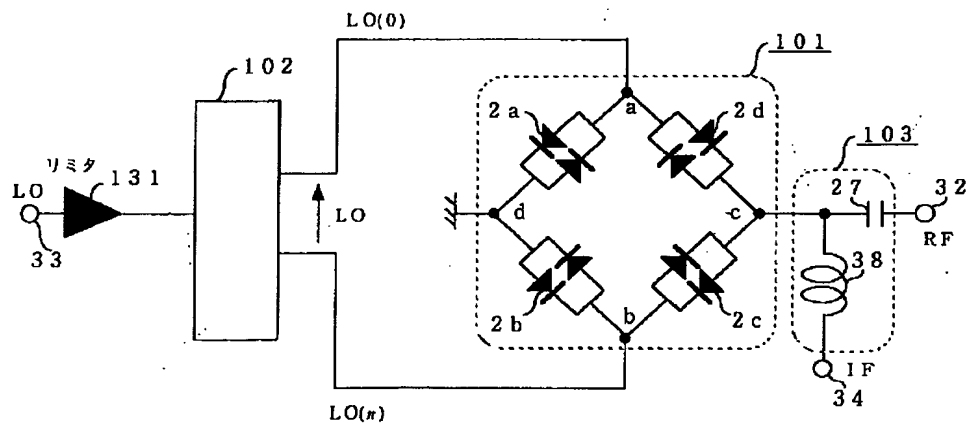 LO(0)
101
102
a
2a
2d
リミタ
131
LO
33
LO
d
c
103
27
32
RF
38
2b
b
2c
IF
34
LO(π)